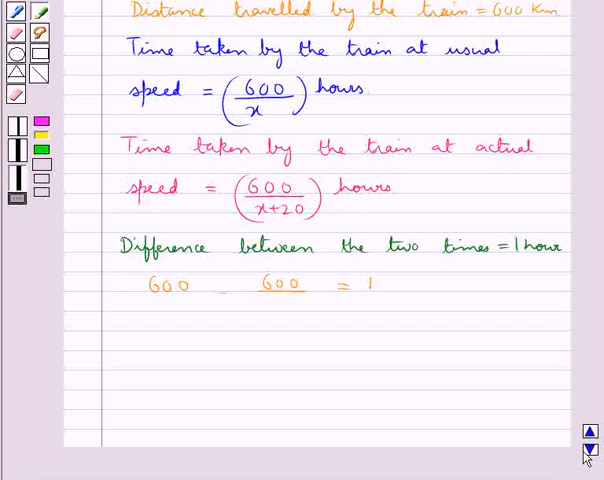 Distance travelled by the train = 600 Km.
Time taken by the train at usual
speed = (600/x) hours.
Time taken by the train at actual
speed = (600/x+20) hours
Difference between the two times = 1 hour
600 - 600 = 1